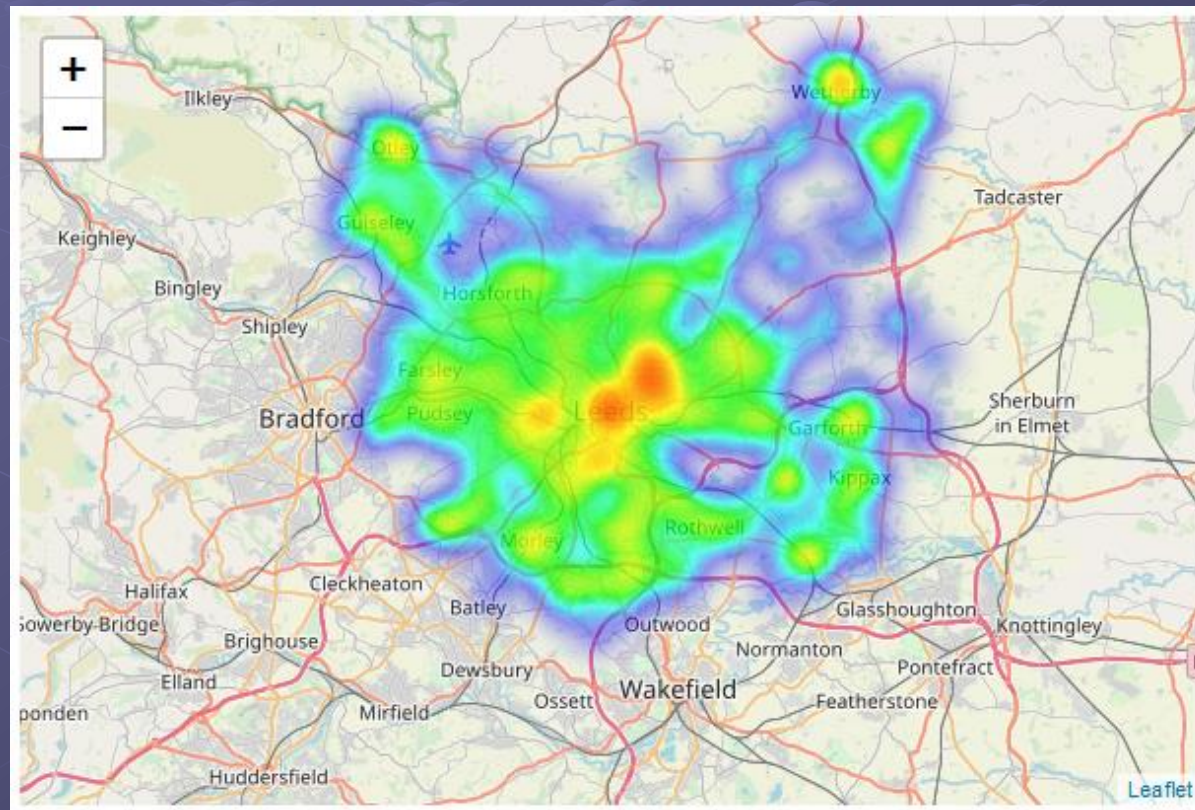 +
−
Ilkley
Wetherby
Otley
Tadcaster
Guiseley
Keighley
Bingley
Horsforth
Shipley
Farsley
Bradford
Pudsey
Leeds
Sherburn
in Elmet
Garforth
Kippax
Rothwell
Morley
Cleckheaton
Halifax
Batley
Glasshoughton
Sowerby Bridge
Outwood
Knottingley
Brighouse
Normanton
Dewsbury
Pontefract
Elland
Wakefield
Ossett
Featherstone
Mirfield
ponden
Huddersfield
Leaflet